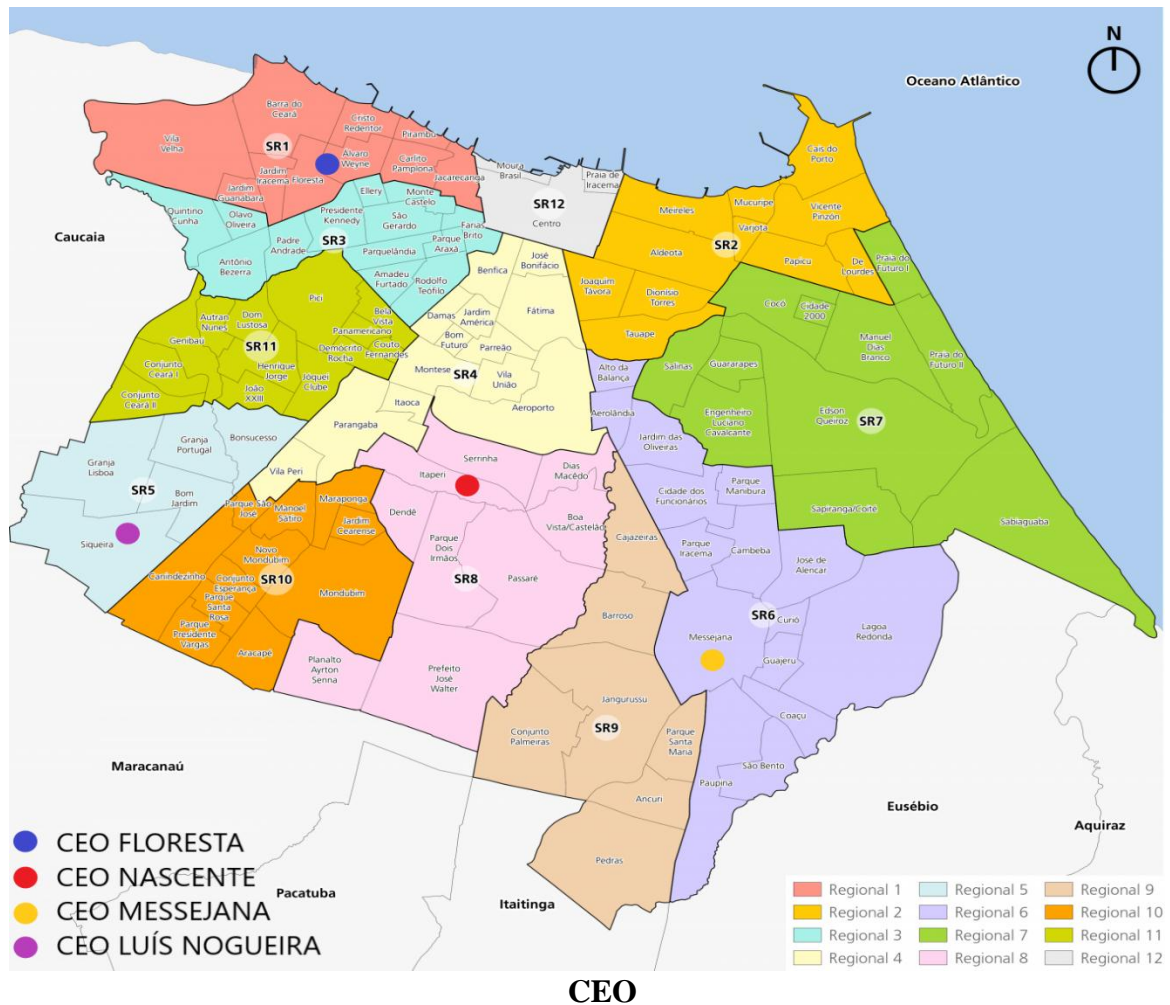 N
Oceano Atlântico
Barra do
Ceará
Cristo
Redentor
Pirambu
Vila
Velha
SR1
Álvaro
Weyne
Carlito
Pamplona
Jardim
Iracema
Floresta
Jacarecanga
Jardim
Guanabara
Moura
Brasil
Praia de
Iracema
SR12
Centro
Cais do
Porto
Mucuripe
Meireles
Vicente
Pinzón
Varjota
SR2
Aldeota
Papicu
De
Lourdes
Joaquim
Távora
Dionísio
Torres
Tauape
Caucaia
Quintino
Cunha
Olavo
Oliveira
Ellery
Monte
Castelo
Presidente
Kennedy
São
Gerardo
Farias
Brito
Padre
Andrade
SR3
Parque
Araxá
Parquelândia
Antônio
Bezerra
Amadeu
Furtado
Rodolfo
Teófilo
Praia do
Futuro I
José
Bonifácio
Benfica
Fátima
Damas
Jardim
América
Bom
Futuro
Parreão
Montese
SR4
Vila
União
Aeroporto
Itaoca
Parangaba
Vila Peri
Pici
Autran
Nunes
Dom
Lustosa
Bela
Vista
Panamericano
Genibaú
SR11
Democrito
Rocha
Couto
Fernandes
Conjunto
Ceará I
Henrique
Jorge
Jóquei
Clube
João
XXIII
Conjunto
Ceará II
Cocó
Cidade
2000
Manuel
Dias
Branco
Praia do
Futuro II
Salinas
Guararapes
Engenheiro
Luciano
Cavalcante
Edson
Queiroz
SR7
Sapiranga/Coité
Sabiaguaba
Alto da
Balança
Aerolândia
Jardim das
Oliveiras
Cidade dos
Funcionários
Parque
Manibura
Parque
Iracema
Cambeba
José de
Alencar
SR6
Curió
Messejana
Lagoa
Redonda
Guajeru
Coaçu
São Bento
Paupina
Granja
Portugal
Bonsucesso
Granja
Lisboa
SR5
Bom
Jardim
Siqueira
Serrinha
Itaperi
Dias
Macêdo
Dendê
Boa
Vista/Castelão
Parque
Dois
Irmãos
Passaré
SR8
Planalto
Ayrton
Senna
Prefeito
José
Walter
Parque São
José
Manoel
Sátiro
Maraponga
Jardim
Cearense
Novo
Mondubim
Canindezinho
SR10
Conjunto
Esperança
Mondubim
Parque
Santa
Rosa
Parque
Presidente
Vargas
Aracapé
Cajazeiras
Barroso
Jangurussu
SR9
Conjunto
Palmeiras
Parque
Santa
Maria
Ancuri
Pedras
Maracanaú
Pacatuba
Itaitinga
Eusébio
Aquiraz
CEO FLORESTA
CEO NASCENTE
CEO MESSEJANA
CEO LUÍS NOGUEIRA
Regional 1
Regional 2
Regional 3
Regional 4
Regional 5
Regional 6
Regional 7
Regional 8
Regional 9
Regional 10
Regional 11
Regional 12
CEO